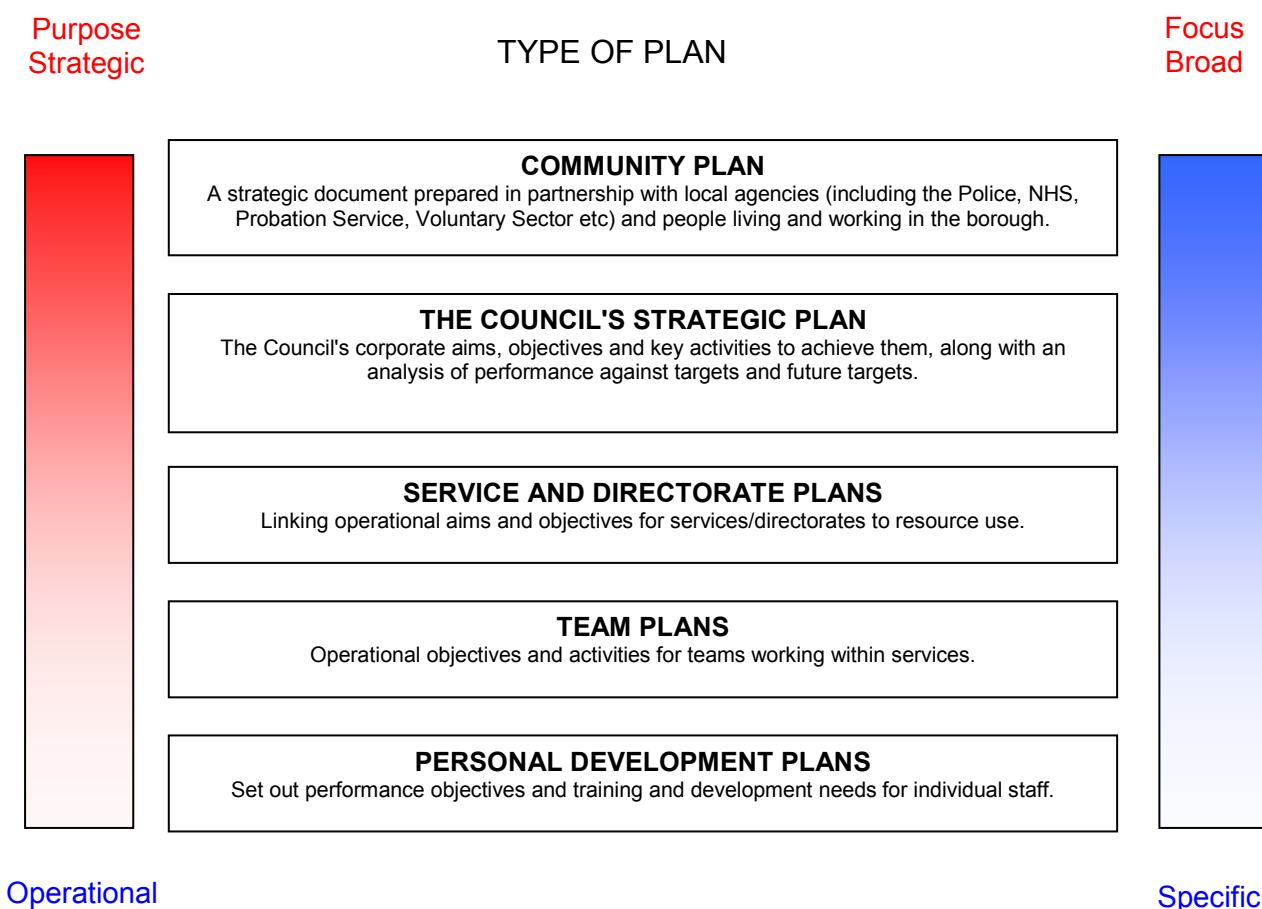 Purpose
Strategic
TYPE OF PLAN
Focus
Broad
COMMUNITY PLAN
A strategic document prepared in partnership with local agencies (including the Police, NHS,
Probation Service, Voluntary Sector etc) and people living and working in the borough.
THE COUNCIL'S STRATEGIC PLAN
The Council's corporate aims, objectives and key activities to achieve them, along with an
analysis of performance against targets and future targets.
SERVICE AND DIRECTORATE PLANS
Linking operational aims and objectives for services/directorates to resource use.
TEAM PLANS
Operational objectives and activities for teams working within services.
PERSONAL DEVELOPMENT PLANS
Set out performance objectives and training and development needs for individual staff.
Operational
Specific